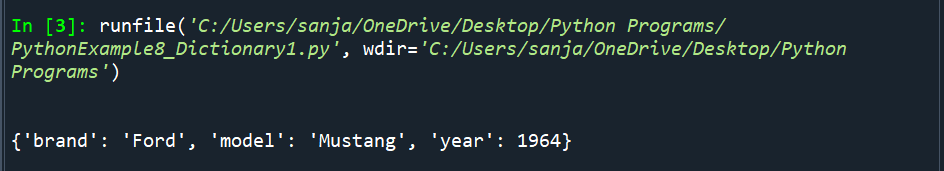 In [3]: runfile('C:/Users/sanja/OneDrive/Desktop/Python Programs/
PythonExample8_Dictionary1.py', wdir='C:/Users/sanja/OneDrive/Desktop/Python
Programs')
{'brand': 'Ford', 'model': 'Mustang', 'year': 1964}